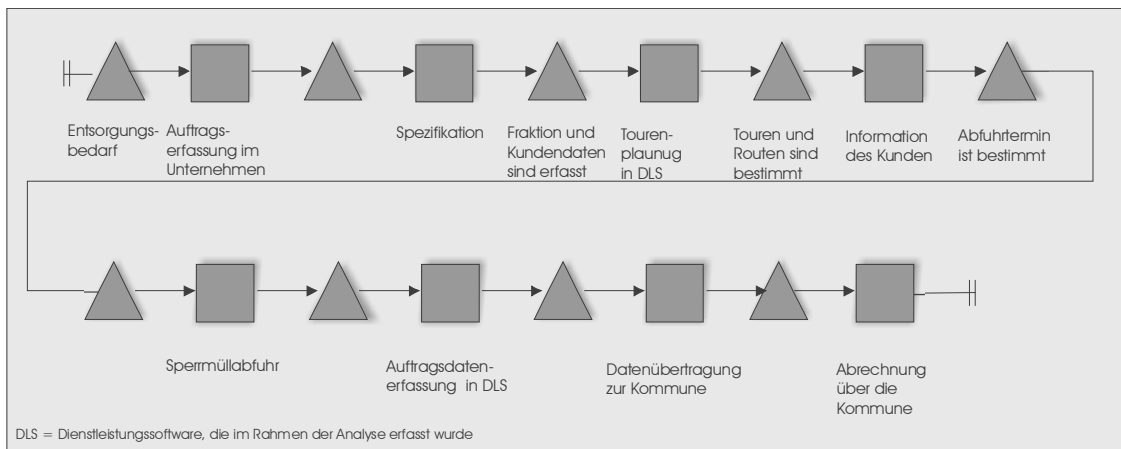 Entsorgungs-
bedarf
Auftrags-
erfassung im
Unternehmen
Spezifikation
Fraktion und
Kundendaten
sind erfasst
Touren-
plaunug
in DLS
Touren und
Routen sind
bestimmt
Information
des Kunden
Abfuhrtermin
ist bestimmt
Sperrmüllabfuhr
Auftragsdaten-
erfassung in DLS
Datenübertragung
zur Kommune
Abrechnung
über die
Kommune
DLS = Dienstleistungssoftware, die im Rahmen der Analyse erfasst wurde